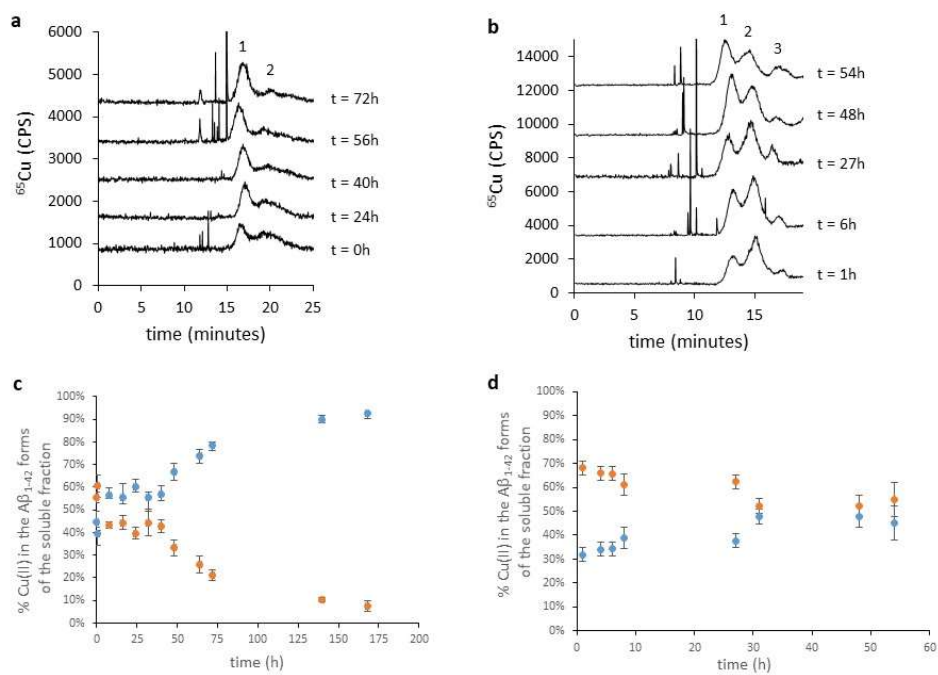 a
6000
5000
4000
3000
2000
1000
0
⁶⁵Cu (CPS)
1
2
t = 72h
t = 56h
t = 40h
t = 24h
t = 0h
0 5 10 15 20 25
time (minutes)
b
14000
12000
10000
8000
6000
4000
2000
0
⁶⁵Cu (CPS)
1
2
3
t = 54h
t = 48h
t = 27h
t = 6h
t = 1h
0 5 10 15
time (minutes)
c
100%
90%
80%
70%
60%
50%
40%
30%
20%
10%
0%
% Cu(II) in the Aβ₁₋₄₂ forms
of the soluble fraction
0 25 50 75 100 125 150 175 200
time (h)
d
100%
90%
80%
70%
60%
50%
40%
30%
20%
10%
0%
% Cu(II) in the Aβ₁₋₄₂ forms
of the soluble fraction
0 10 20 30 40 50 60
time (h)